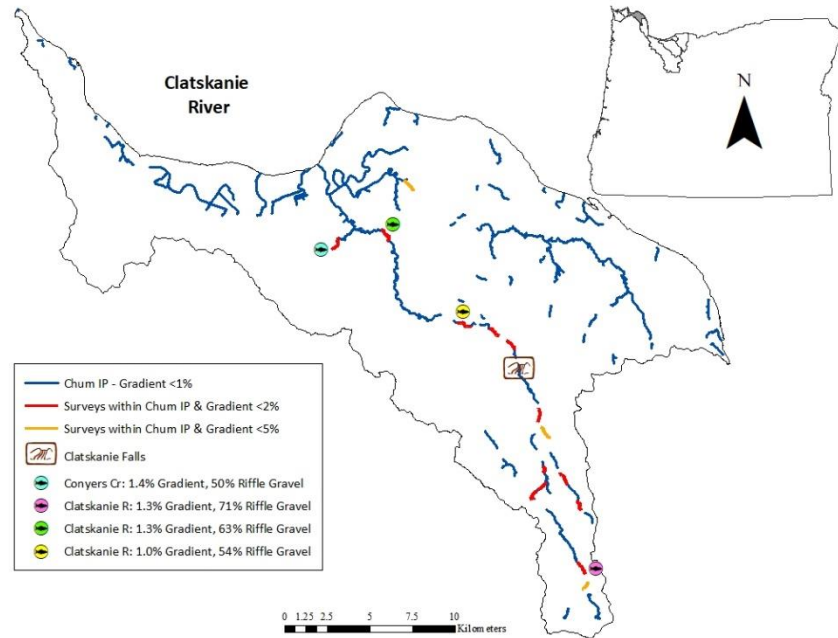 Clatskanie
River
N
Chum IP - Gradient <1%
Surveys within Chum IP & Gradient <2%
Surveys within Chum IP & Gradient <5%
Clatskanie Falls
Conyers Cr: 1.4% Gradient, 50% Riffle Gravel
Clatskanie R: 1.3% Gradient, 71% Riffle Gravel
Clatskanie R: 1.3% Gradient, 63% Riffle Gravel
Clatskanie R: 1.0% Gradient, 54% Riffle Gravel
0 1.25 2.5 5 7.5 10
Kilometers